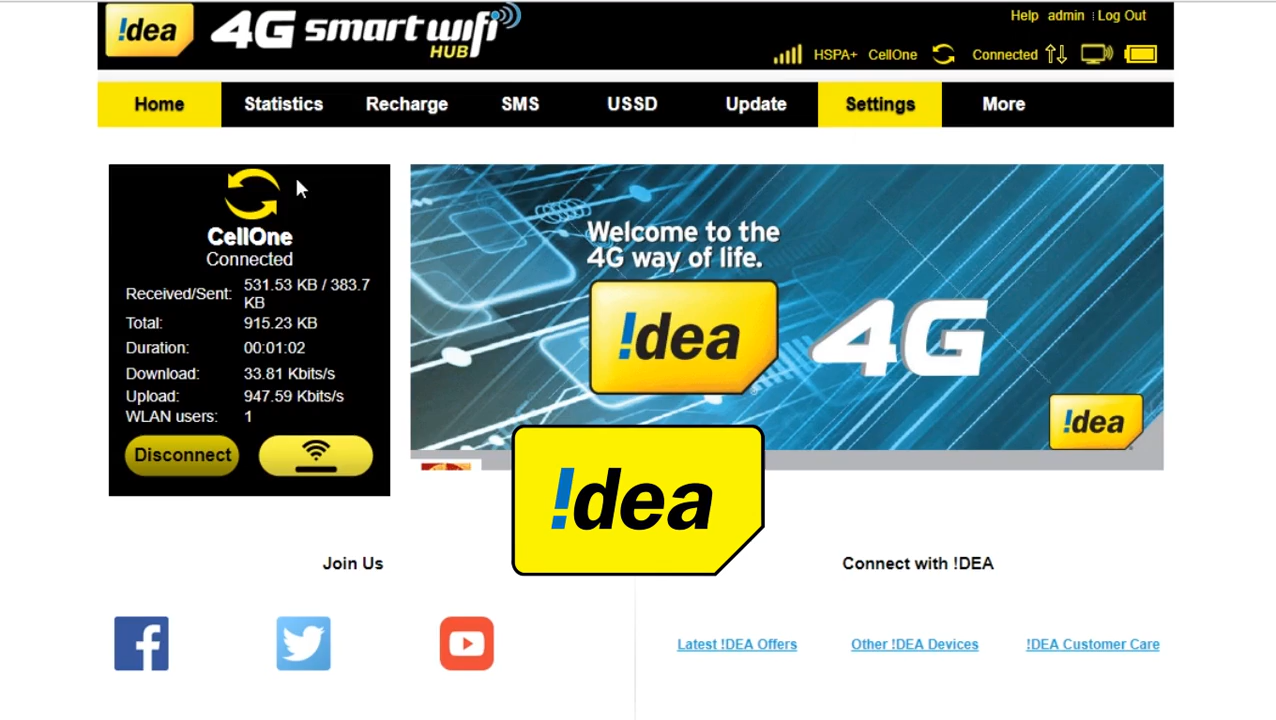 !dea 4G smart wifi HUB
Help admin Log Out
HSPA+ CellOne Connected
Home Statistics Recharge SMS USSD Update Settings More
CellOne
Connected
Received/Sent: 531.53 KB / 383.7 KB
Total: 915.23 KB
Duration: 00:01:02
Download: 33.81 Kbits/s
Upload: 947.59 Kbits/s
WLAN users: 1
Disconnect
Welcome to the
4G way of life.
!dea 4G
!dea
!dea
Join Us
Connect with !DEA
Latest !DEA Offers Other !DEA Devices !DEA Customer Care